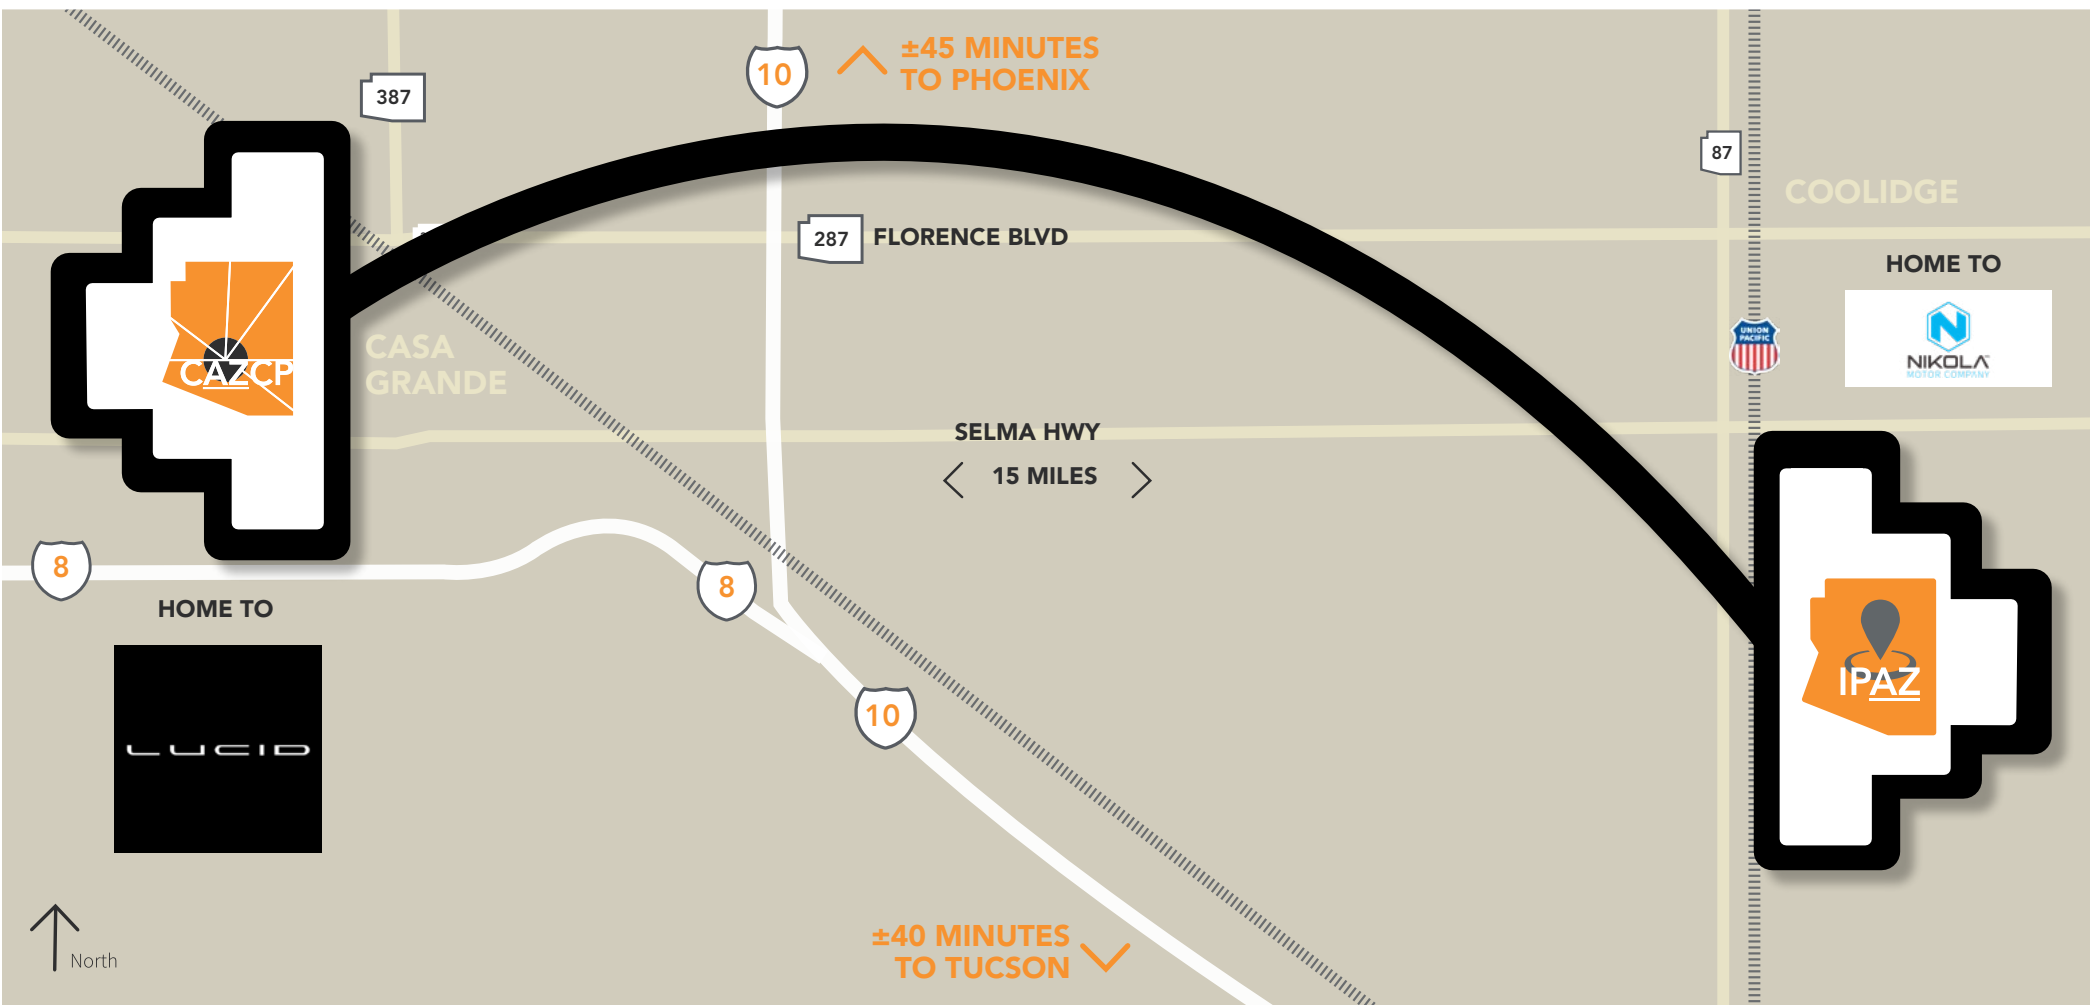 ±45 MINUTES
TO PHOENIX
10
387
87
COOLIDGE
287 FLORENCE BLVD
HOME TO
UNION
PACIFIC
NIKOLA
MOTOR COMPANY
CASA
GRANDE
CAZCP
SELMA HWY
15 MILES
8
8
HOME TO
LUCID
10
IPAZ
±40 MINUTES
TO TUCSON
North